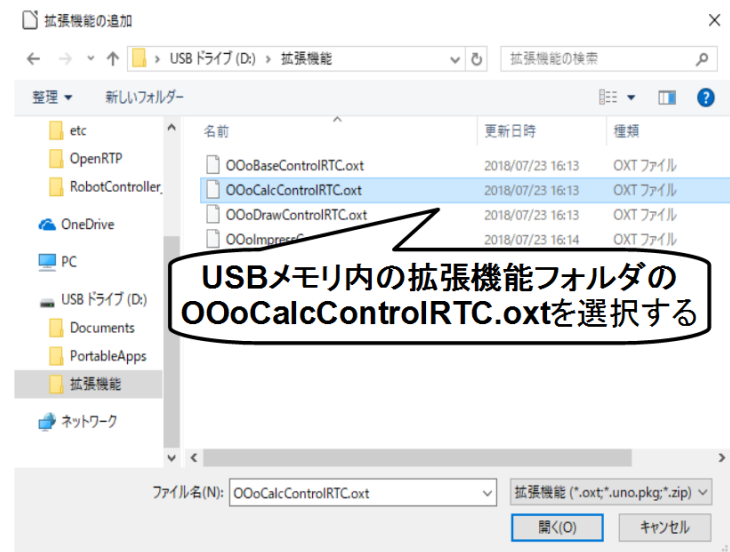 拡張機能の追加
USB ドライブ (D:) › 拡張機能
拡張機能の検索
整理 新しいフォルダー
名前 更新日時 種類
etc
OpenRTP
RobotController_
OneDrive
PC
USB ドライブ (D:)
Documents
PortableApps
拡張機能
ネットワーク
OOoBaseControlRTC.oxt 2018/07/23 16:13 OXT ファイル
OOoCalcControlRTC.oxt 2018/07/23 16:13 OXT ファイル
OOoDrawControlRTC.oxt 2018/07/23 16:13 OXT ファイル
2018/07/23 16:14 OXT ファイル
USBメモリ内の拡張機能フォルダの
OOoCalcControlRTC.oxtを選択する
ファイル名(N): OOoCalcControlRTC.oxt 拡張機能 (*.oxt;*.uno.pkg;*.zip)
開く(O) キャンセル